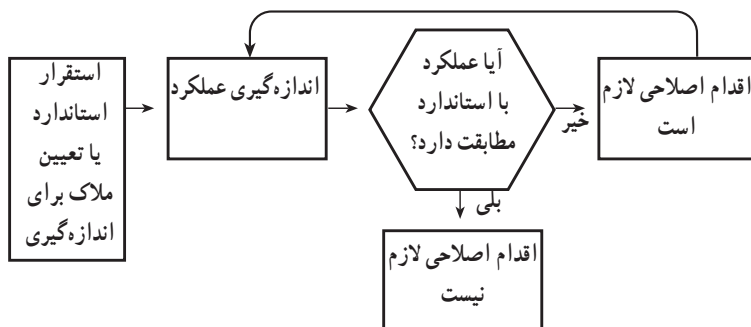 استقرار
استاندارد
یا تعیین
ملاک برای
اندازه‌گیری
اندازه‌گیری عملکرد
آیا عملکرد
با استاندارد
مطابقت دارد؟
خیر
اقدام اصلاحی لازم
است
بلی
اقدام اصلاحی لازم
نیست